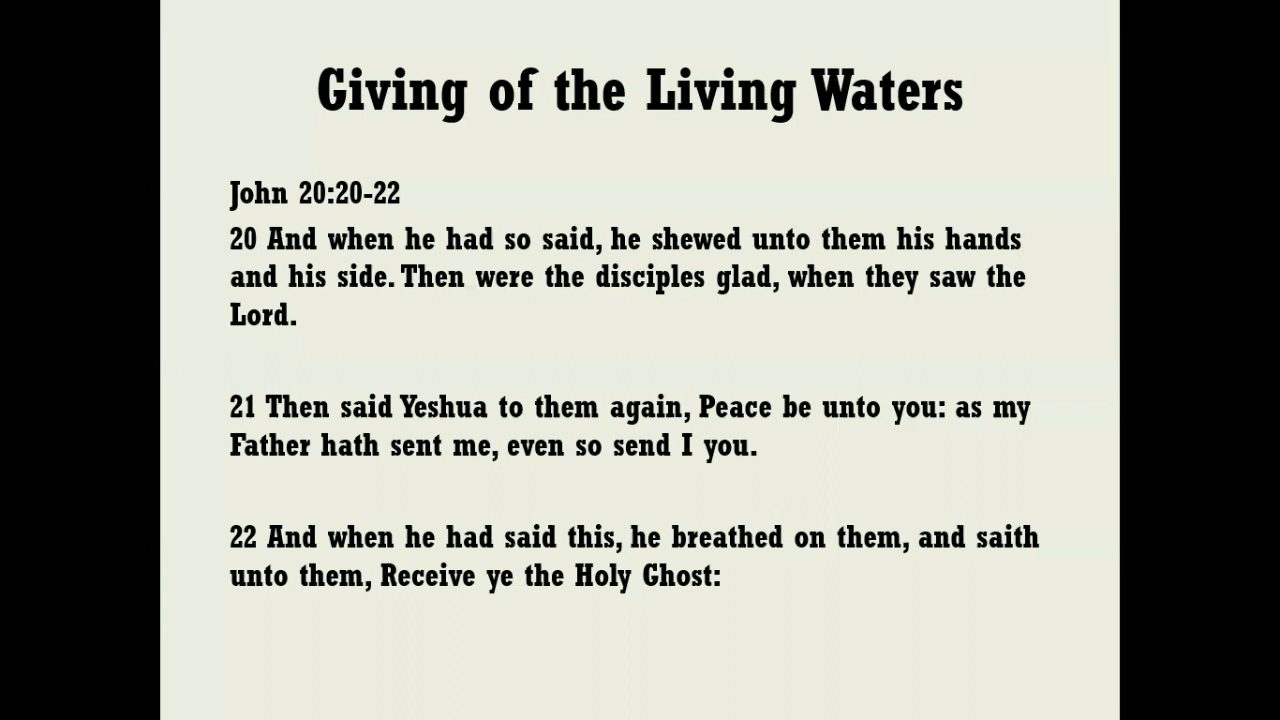 Giving of the Living Waters
John 20:20-22
20 And when he had so said, he shewed unto them his hands
and his side. Then were the disciples glad, when they saw the
Lord.
21 Then said Yeshua to them again, Peace be unto you: as my
Father hath sent me, even so send I you.
22 And when he had said this, he breathed on them, and saith
unto them, Receive ye the Holy Ghost: